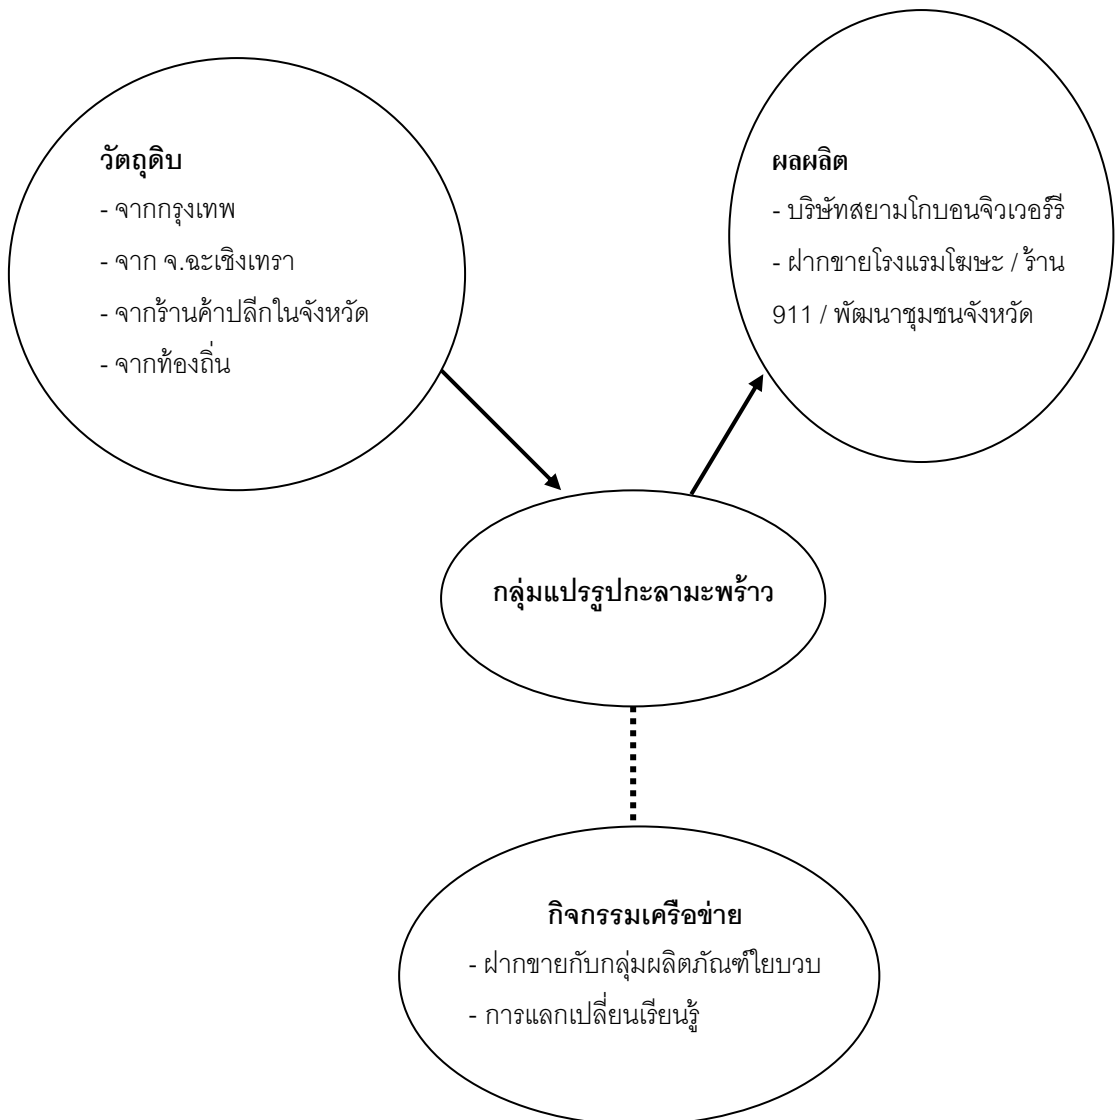 วัตถุดิบ
- จากกรุงเทพ
- จาก จ.ฉะเชิงเทรา
- จากร้านค้าปลีกในจังหวัด
- จากท้องถิ่น
ผลผลิต
- บริษัทสยามโกบอนจิวเวอร์รี
- ฝากขายโรงแรมโฆษะ / ร้าน
911 / พัฒนาชุมชนจังหวัด
กลุ่มแปรรูปกะลามะพร้าว
กิจกรรมเครือข่าย
- ฝากขายกับกลุ่มผลิตภัณฑ์ใยบวบ
- การแลกเปลี่ยนเรียนรู้